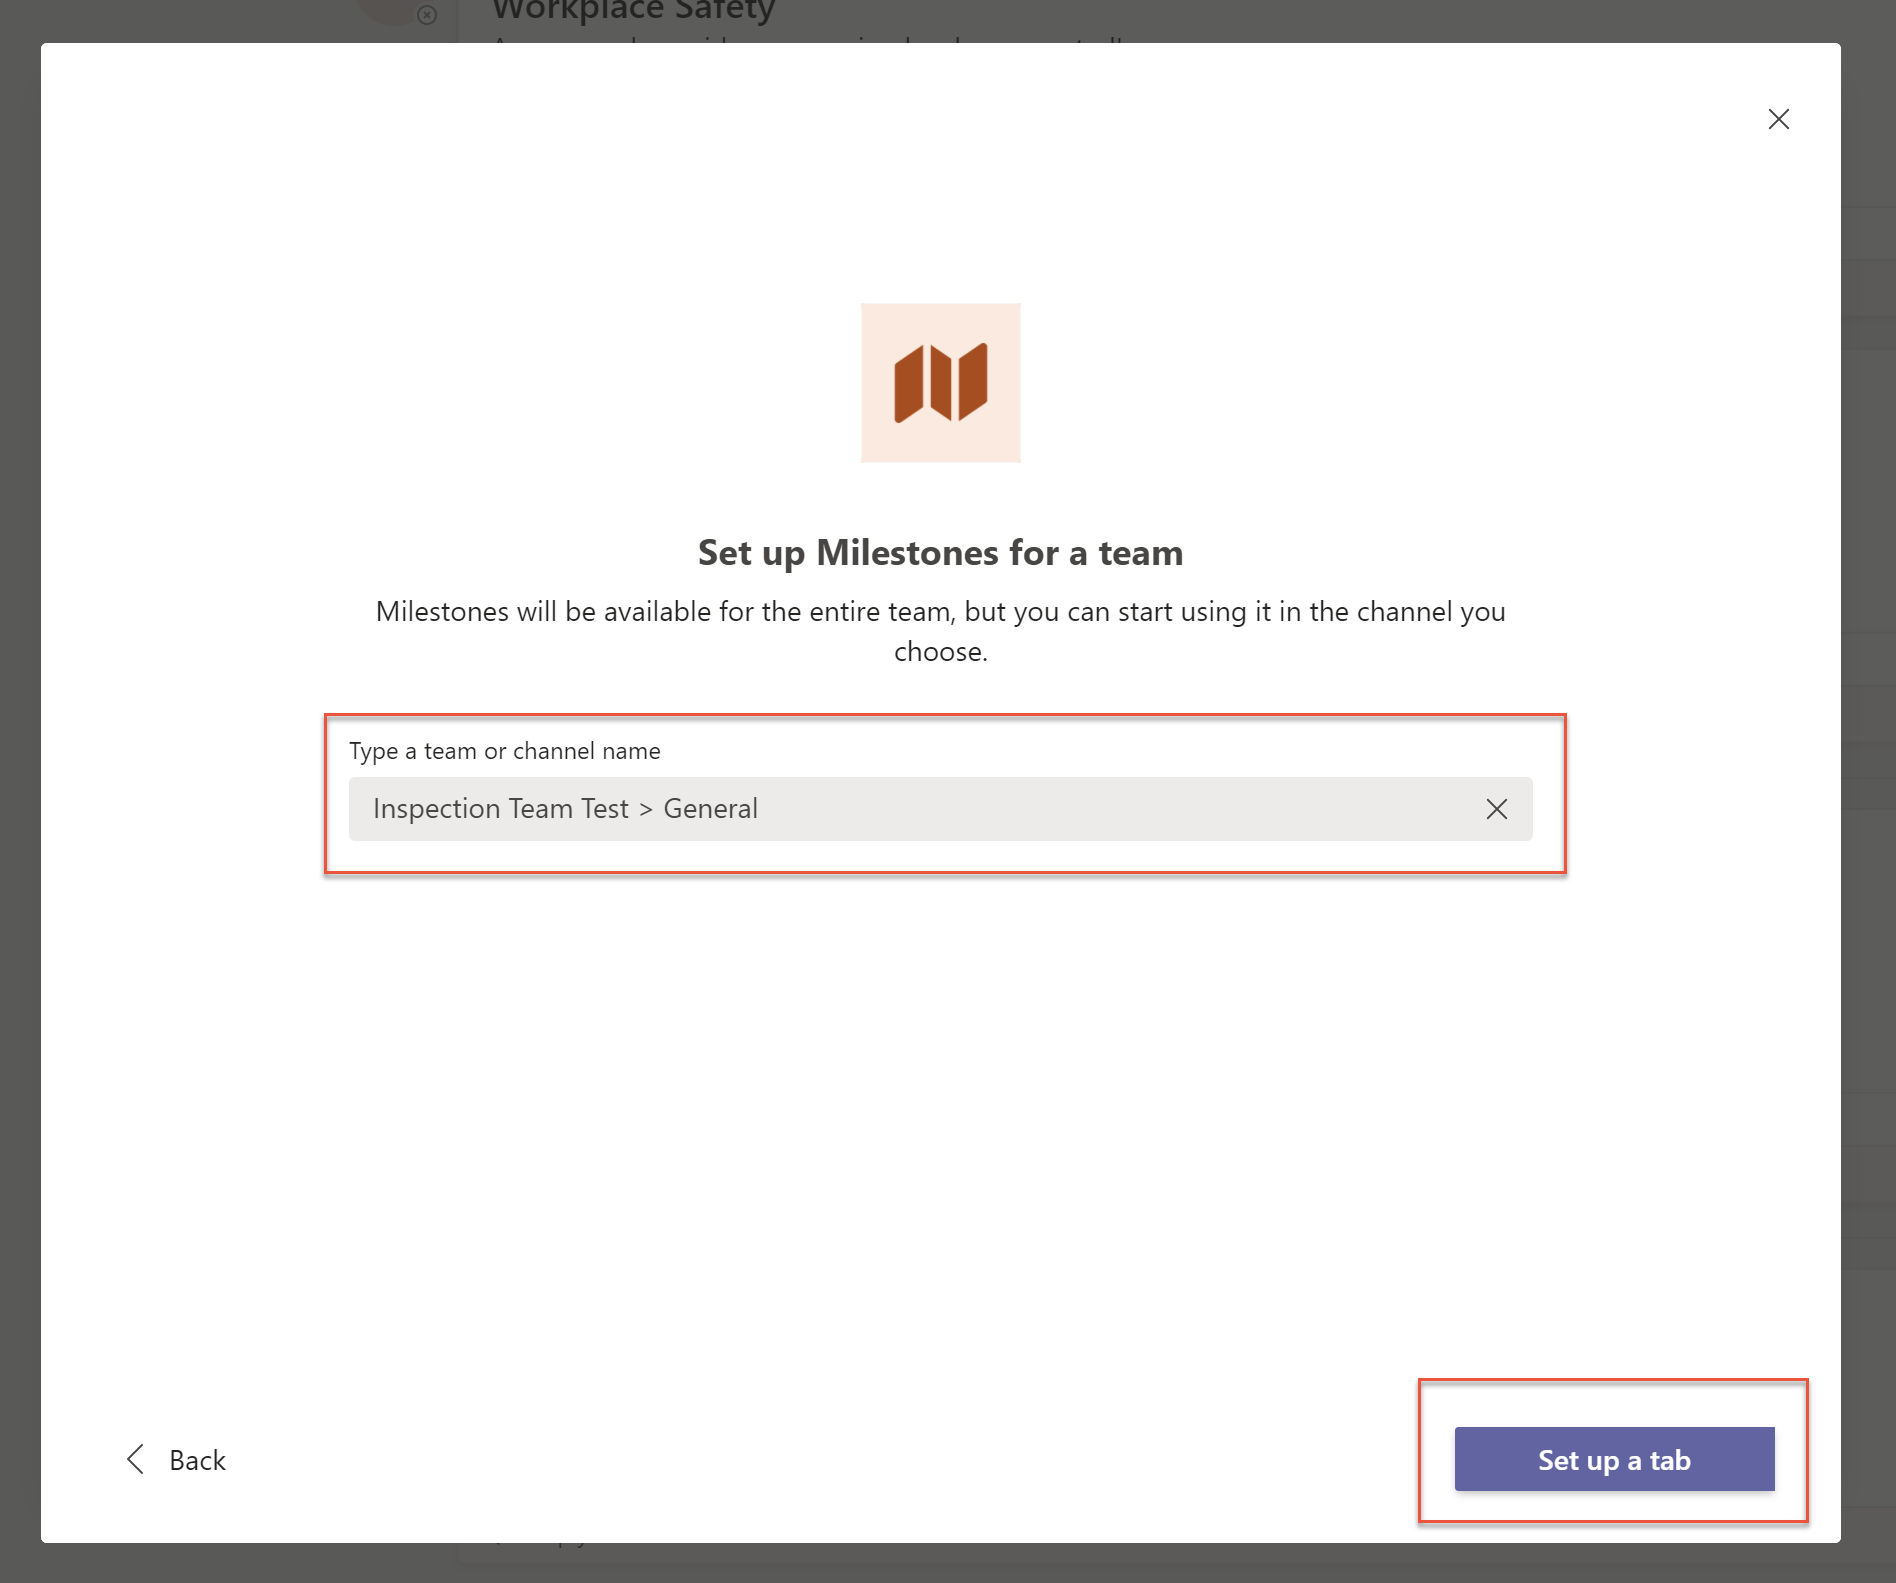 Workplace Safety
Set up Milestones for a team
Milestones will be available for the entire team, but you can start using it in the channel you
choose.
Type a team or channel name
Inspection Team Test > General
Back
Set up a tab